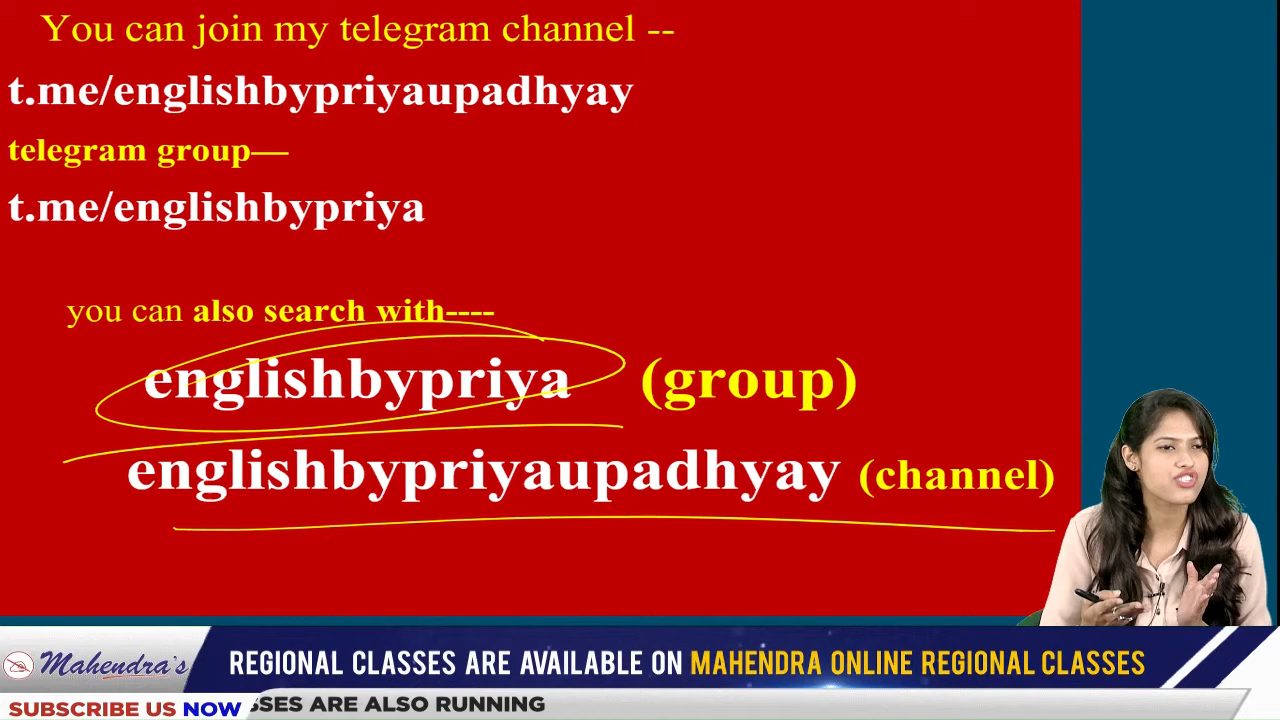 You can join my telegram channel --
t.me/englishbypriyaupadhyay
telegram group—
t.me/englishbypriya
you can also search with----
englishbypriya (group)
englishbypriyaupadhyay (channel)
Mahendra's
REGIONAL CLASSES ARE AVAILABLE ON MAHENDRA ONLINE REGIONAL CLASSES
SUBSCRIBE US NOW
SSES ARE ALSO RUNNING